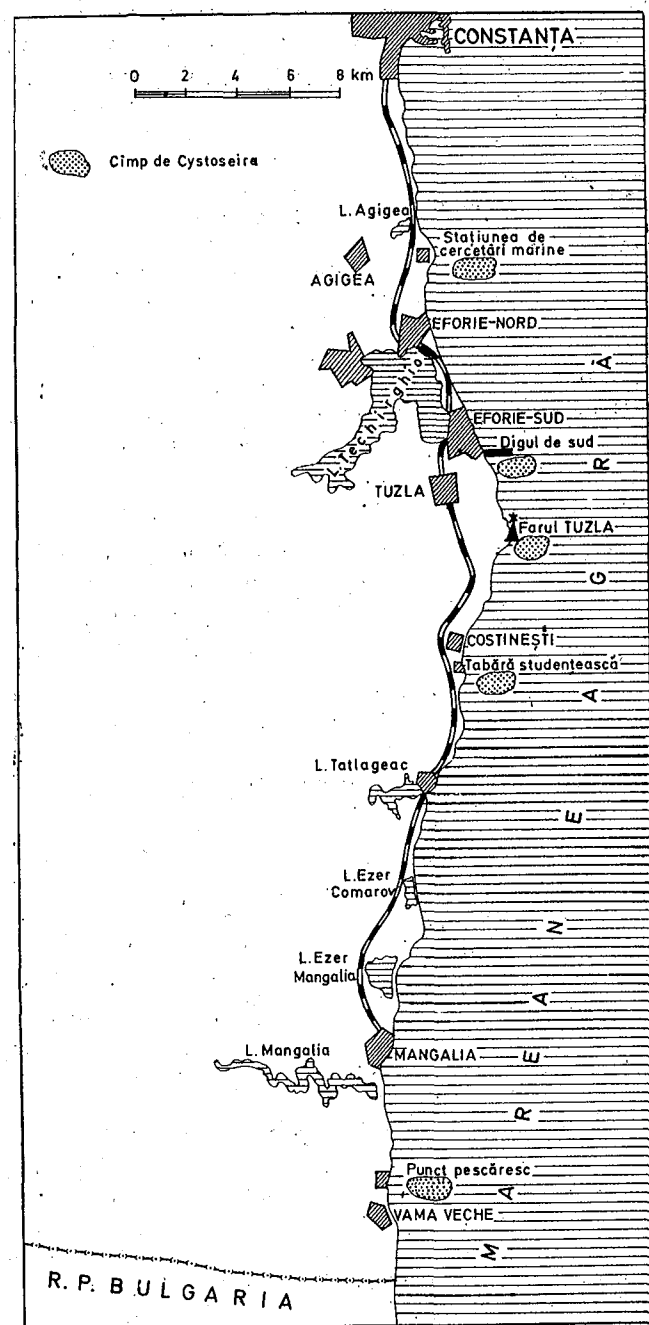 CONSTANȚA
0 2 4 6 8 km
Cîmp de Cystoseira
L. Agigea
Stațiunea de
cercetări marine
AGIGEA
EFORIE-NORD
L. Techirghiol
EFORIE-SUD
Digul de sud
TUZLA
Farul TUZLA
COSTINEȘTI
Tabără studențească
L. Tatlageac
L. Ezer
Comarov
L. Ezer
Mangalia
L. Mangalia
MANGALIA
Punct pescăresc
VAMA VECHE
MAREA NEAGRĂ
R. P. BULGARIA